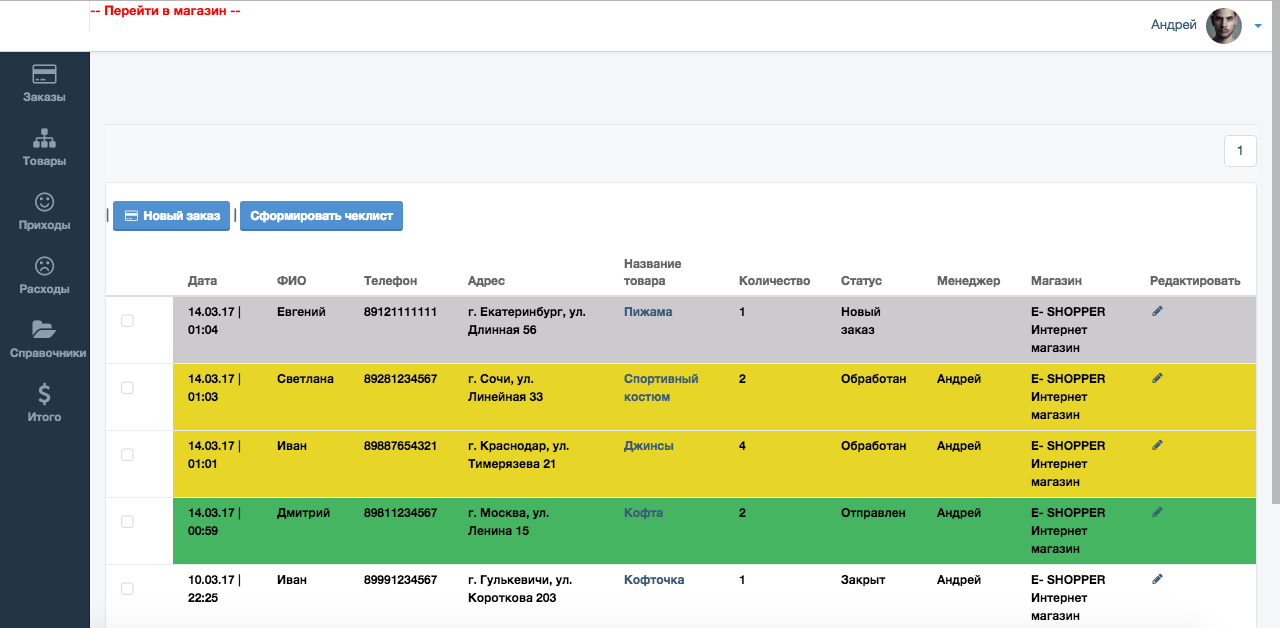 -- Перейти в магазин --
Андрей
Заказы
Товары
Приходы
Расходы
Справочники
Итого
1
| Новый заказ | Сформировать чеклист
Дата ФИО Телефон Адрес Название товара Количество Статус Менеджер Магазин Редактировать
14.03.17 | Евгений 89121111111 г. Екатеринбург, ул. Пижама 1 Новый E- SHOPPER
01:04 Длинная 56 заказ Интернет
магазин
14.03.17 | Светлана 89281234567 г. Сочи, ул. Спортивный 2 Обработан Андрей E- SHOPPER
01:03 Линейная 33 костюм Интернет
магазин
14.03.17 | Иван 89887654321 г. Краснодар, ул. Джинсы 4 Обработан Андрей E- SHOPPER
01:01 Тимерязева 21 Интернет
магазин
14.03.17 | Дмитрий 89811234567 г. Москва, ул. Кофта 2 Отправлен Андрей E- SHOPPER
00:59 Ленина 15 Интернет
магазин
10.03.17 | Иван 89991234567 г. Гулькевичи, ул. Кофточка 1 Закрыт Андрей E- SHOPPER
22:25 Короткова 203 Интернет
магазин